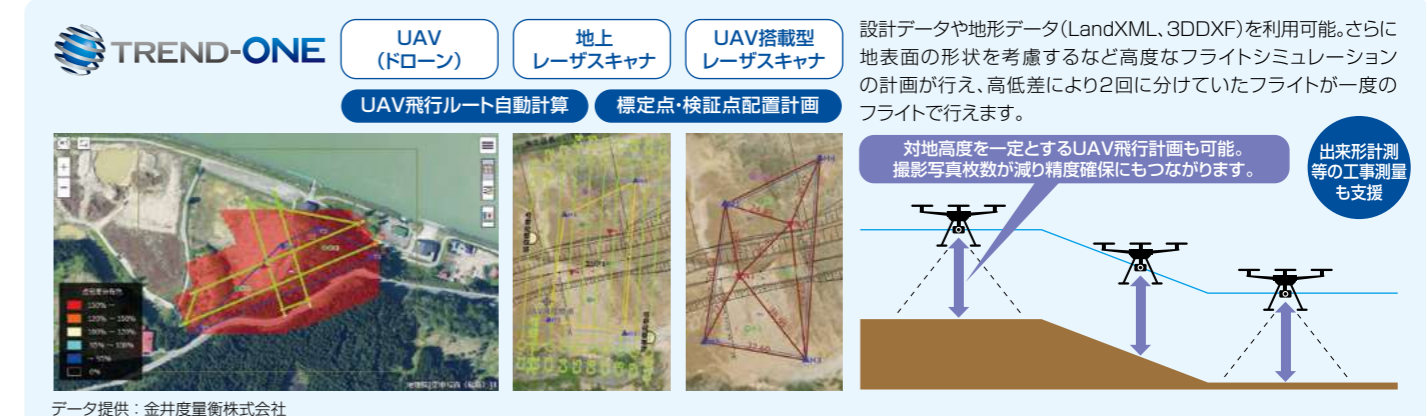 TREND-ONE
UAV
(ドローン)
地上
レーザスキャナ
UAV搭載型
レーザスキャナ
UAV飛行ルート自動計算
標定点・検証点配置計画
設計データや地形データ(LandXML、3DDXF)を利用可能。さらに
地表面の形状を考慮するなど高度なフライトシミュレーション
の計画が行え、高低差により2回に分けていたフライトが一度の
フライトで行えます。
対地高度を一定とするUAV飛行計画も可能。
撮影写真枚数が減り精度確保にもつながります。
出来形計測
等の工事測量
も支援
150% ~
120% ~ 150%
100% ~ 120%
0%
データ提供:金井度量衡株式会社